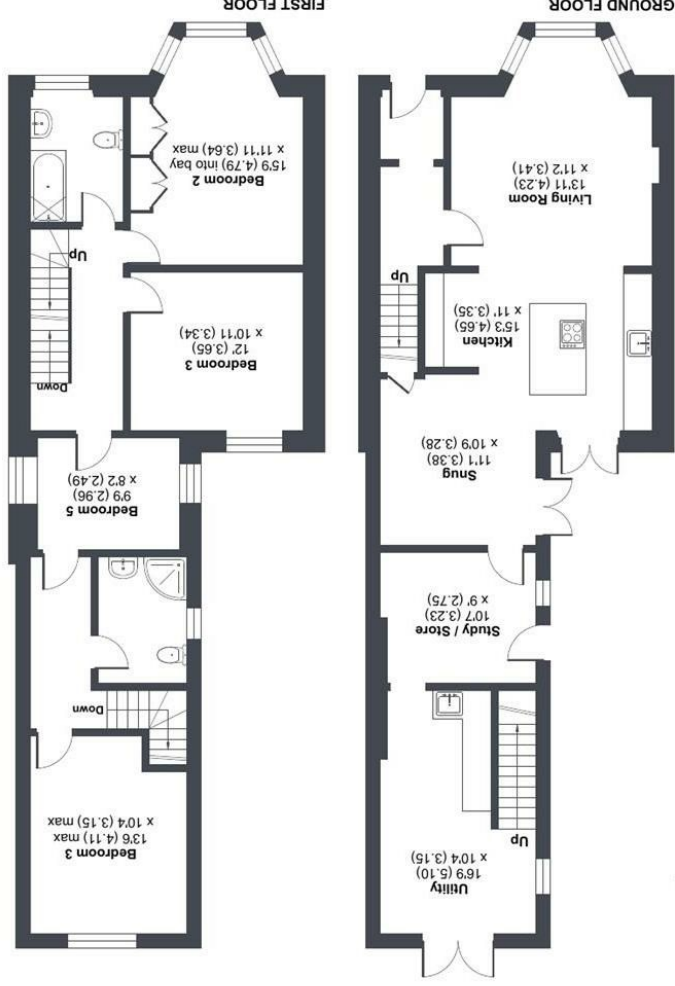 Utility
16'9 (5.10)
x 10'4 (3.15)
Up
Study / Store
10'7 (3.23)
x 9' (2.75)
Snug
11'1 (3.38)
x 10'9 (3.28)
Kitchen
15'3 (4.65)
x 11' (3.35)
Up
Living Room
13'11 (4.23)
x 11'2 (3.41)
GROUND FLOOR
Bedroom 3
13'6 (4.11) max
x 10'4 (3.15) max
Down
Bedroom 5
9'9 (2.96)
x 8'2 (2.49)
Down
Bedroom 3
12' (3.65)
x 10'11 (3.34)
Up
Bedroom 2
15'9 (4.79) into bay
x 11'11 (3.64) max
FIRST FLOOR